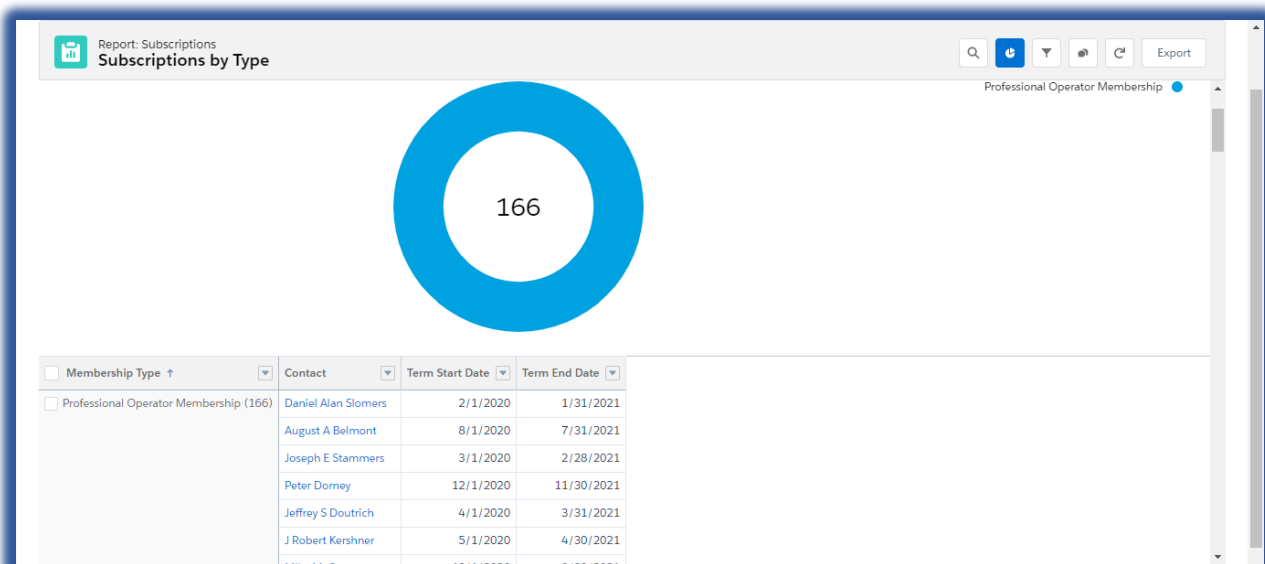 Report: Subscriptions
Subscriptions by Type
Export
Professional Operator Membership
166
Membership Type ↑ Contact Term Start Date Term End Date
Professional Operator Membership (166) Daniel Alan Slomers 2/1/2020 1/31/2021
August A Belmont 8/1/2020 7/31/2021
Joseph E Stammers 3/1/2020 2/28/2021
Peter Dorney 12/1/2020 11/30/2021
Jeffrey S Doutrich 4/1/2020 3/31/2021
J Robert Kershner 5/1/2020 4/30/2021